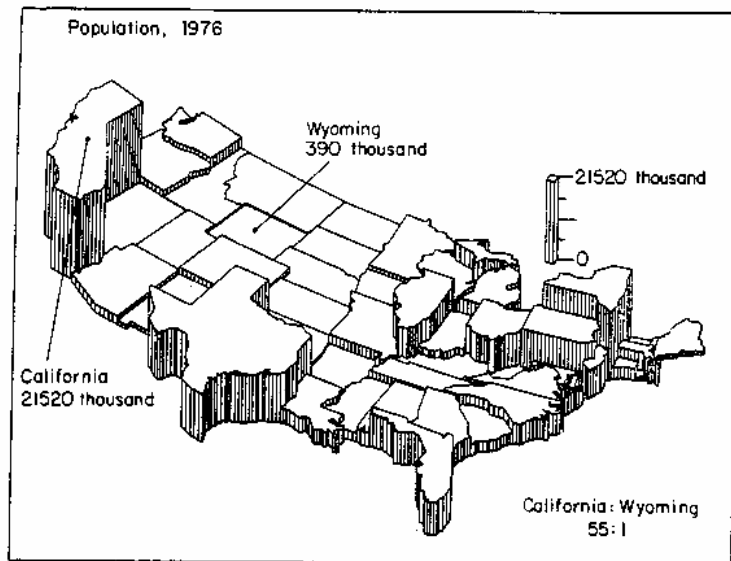 Population, 1976
Wyoming
390 thousand
21520 thousand
0
California
21520 thousand
California: Wyoming
55:1